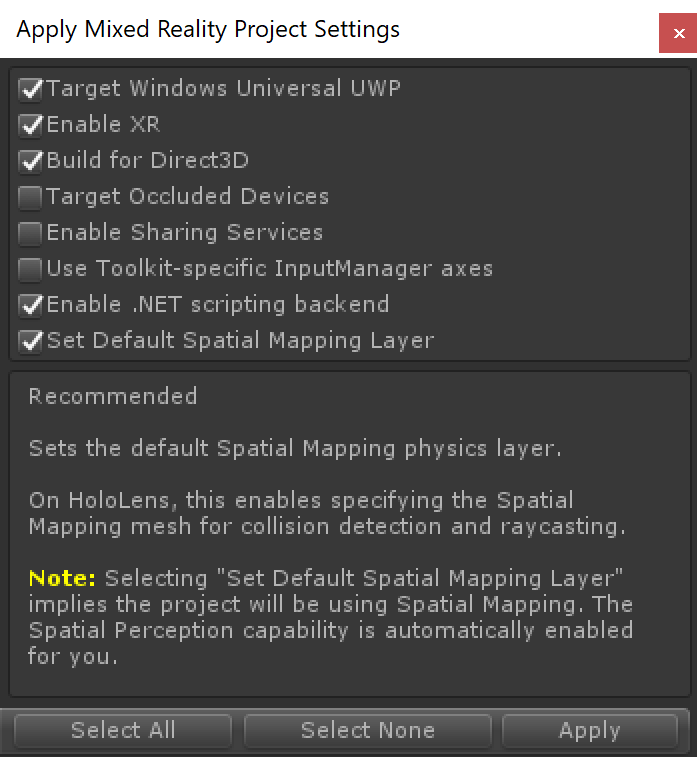 Apply Mixed Reality Project Settings
Target Windows Universal UWP
Enable XR
Build for Direct3D
Target Occluded Devices
Enable Sharing Services
Use Toolkit-specific InputManager axes
Enable .NET scripting backend
Set Default Spatial Mapping Layer
Recommended
Sets the default Spatial Mapping physics layer.
On HoloLens, this enables specifying the Spatial
Mapping mesh for collision detection and raycasting.
Note: Selecting "Set Default Spatial Mapping Layer"
implies the project will be using Spatial Mapping. The
Spatial Perception capability is automatically enabled
for you.
Select All
Select None
Apply